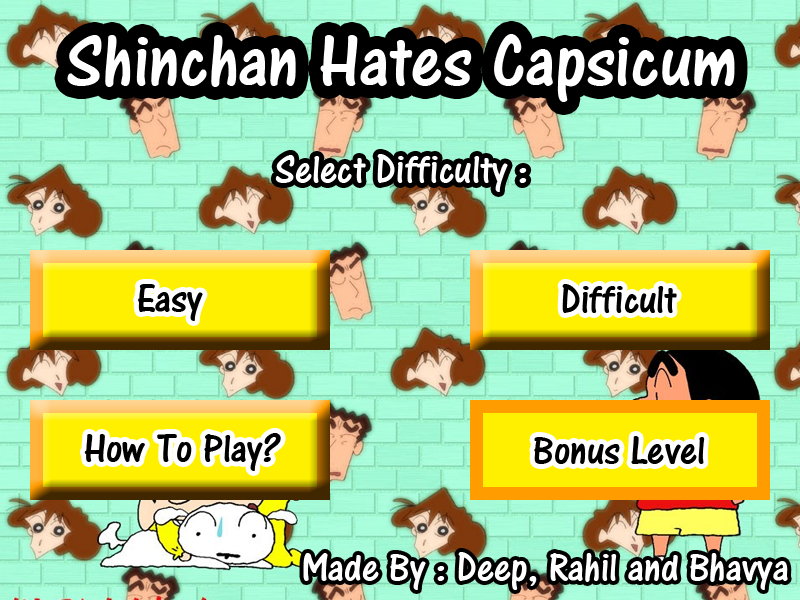 Shinchan Hates Capsicum
Select Difficulty :
Easy
Difficult
How To Play?
Bonus Level
Made By : Deep, Rahil and Bhavya